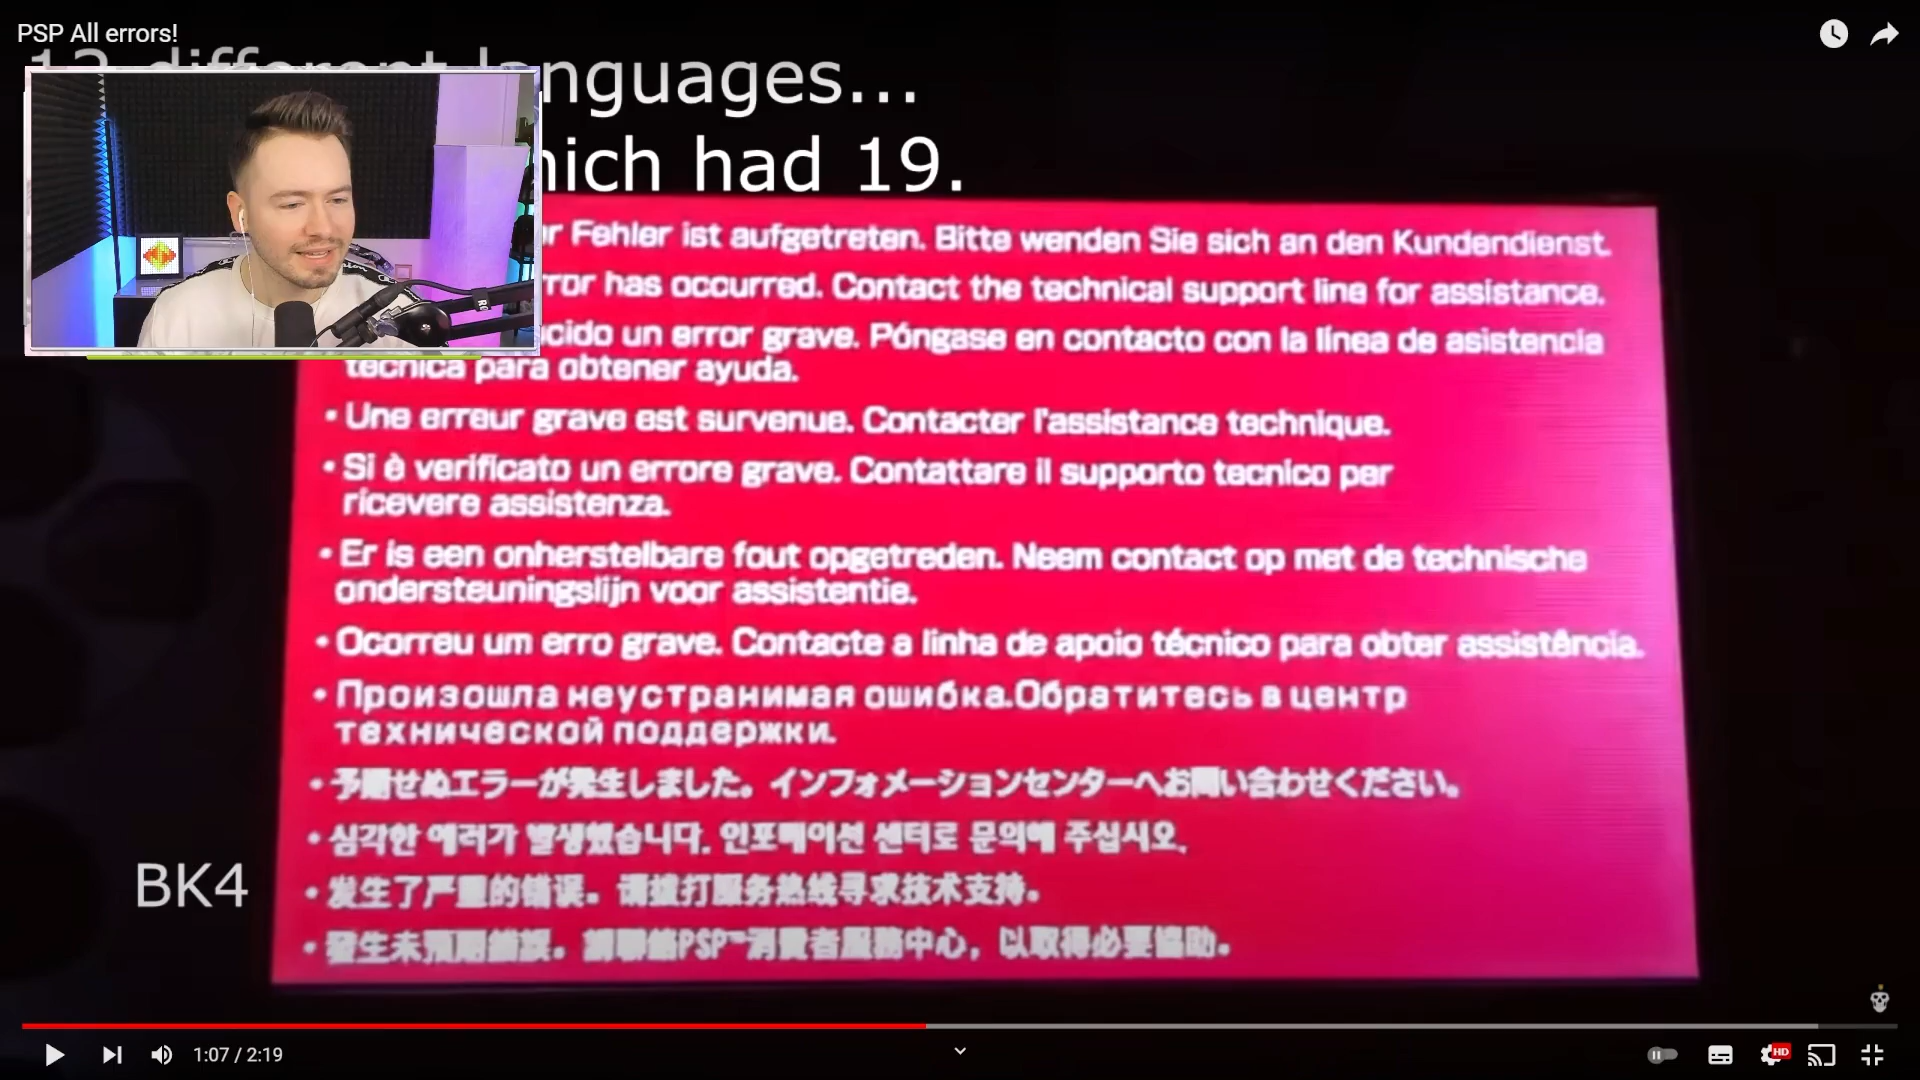 PSP All errors!
12 different languages...
hich had 19.
r Fehler ist aufgetreten. Bitte wenden Sie sich an den Kundendienst.
rror has occurred. Contact the technical support line for assistance.
cido un error grave. Póngase en contacto con la línea de asistencia
técnica para obtener ayuda.
• Une erreur grave est survenue. Contacter l'assistance technique.
• Si è verificato un errore grave. Contattare il supporto tecnico per
ricevere assistenza.
• Er is een onherstelbare fout opgetreden. Neem contact op met de technische
ondersteuningslijn voor assistentie.
• Ocorreu um erro grave. Contacte a linha de apoio técnico para obter assistência.
• Произошла неустранимая ошибка.Обратитесь в центр
технической поддержки.
• 予期せぬエラーが発生しました。インフォメーションセンターへお問い合わせください。
• 심각한 에러가 발생했습니다. 인포메이션 센터로 문의해 주십시오.
BK4
• 发生了严重的错误。请拨打服务热线寻求技术支持。
• 發生未預期錯誤。請聯絡PSP™消費者服務中心，以取得必要協助。
1:07 / 2:19
HD